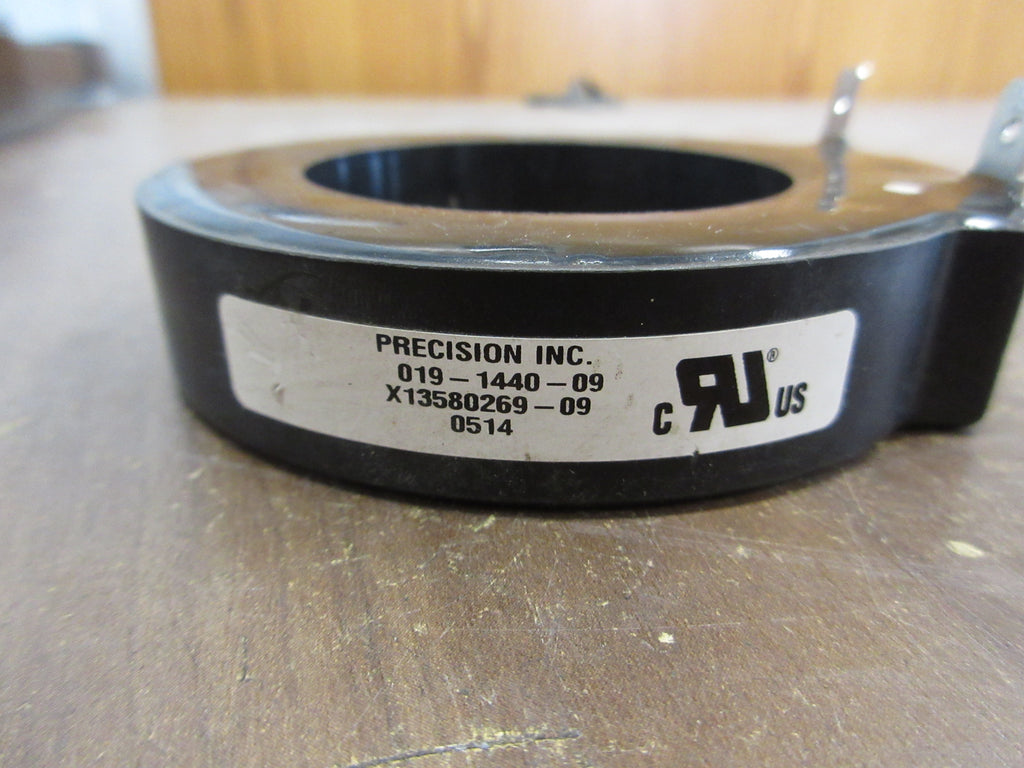 PRECISION INC.
019-1440-09
X13580269-09
0514
C RU® US